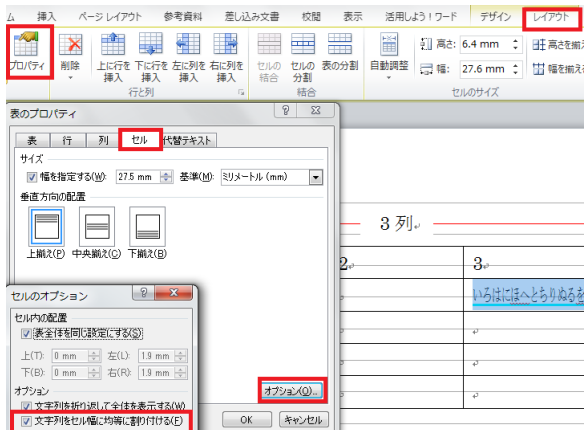 ム 挿入 ページ レイアウト 参考資料 差し込み文書 校閲 表示 活用しよう！ワード デザイン レイアウト
プロパティ 削除 上に行を挿入 下に行を挿入 左に列を挿入 右に列を挿入 セルの結合 セルの分割 表の分割 自動調整 高さ: 6.4 mm 高さを揃
幅: 27.6 mm 幅を揃え
行と列 結合 セルのサイズ
表のプロパティ
表 行 列 セル 代替テキスト
サイズ
幅を指定する(W): 27.5 mm 基準(M): ミリメートル (mm)
垂直方向の配置
上揃え(P) 中央揃え(C) 下揃え(B)
オプション(O)...
OK キャンセル
セルのオプション
セル内の配置
表全体を同じ設定にする(S)
上(T): 0 mm 左(L): 1.9 mm
下(B): 0 mm 右(R): 1.9 mm
オプション
文字列を折り返して全体を表示する(W)
文字列をセル幅に均等に割り付ける(F)
3 列
2 3
いろはにほへとちりぬるを